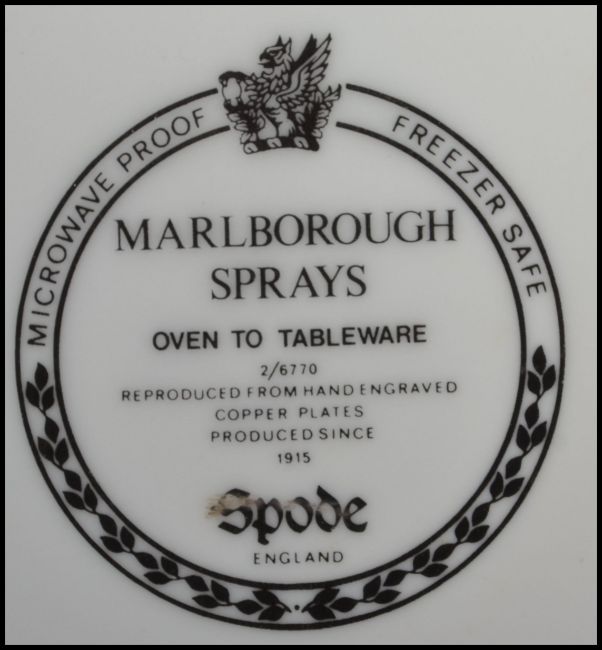 MICROWAVE PROOF
FREEZER SAFE
MARLBOROUGH
SPRAYS
OVEN TO TABLEWARE
2/6770
REPRODUCED FROM HAND ENGRAVED
COPPER PLATES
PRODUCED SINCE
1915
Spode
ENGLAND